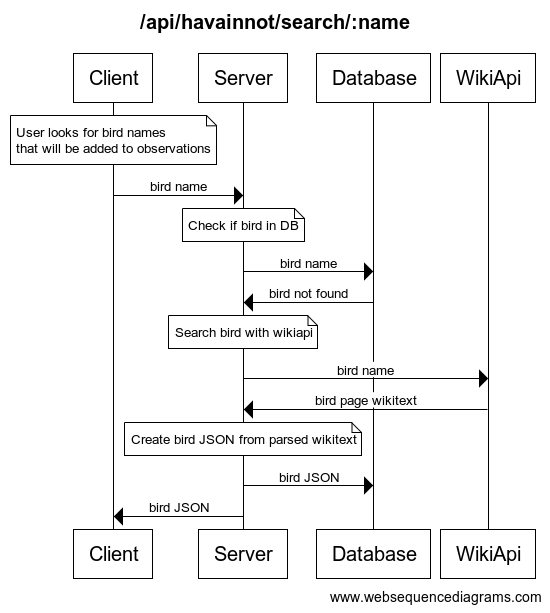 /api/havainnot/search/:name
Client
Server
Database
WikiApi
User looks for bird names
that will be added to observations
bird name
Check if bird in DB
bird name
bird not found
Search bird with wikiapi
bird name
bird page wikitext
Create bird JSON from parsed wikitext
bird JSON
bird JSON
Client
Server
Database
WikiApi
www.websequencediagrams.com